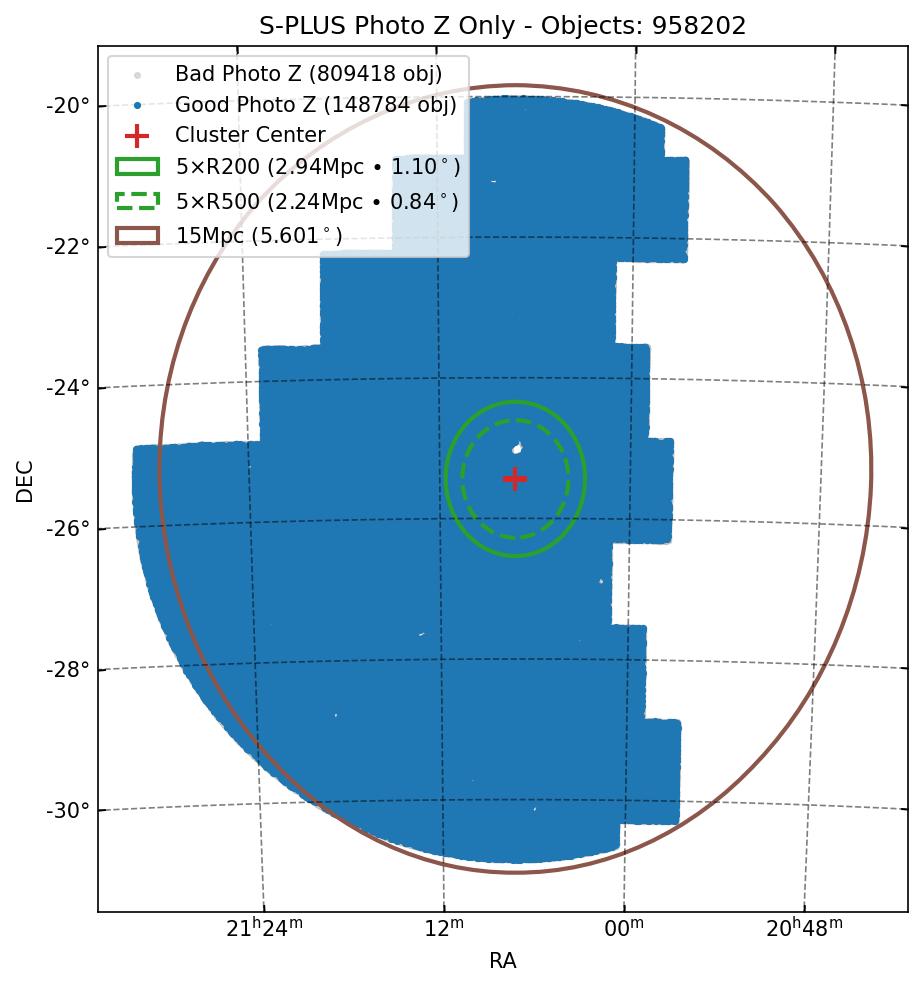 S-PLUS Photo Z Only - Objects: 958202
Bad Photo Z (809418 obj)
Good Photo Z (148784 obj)
Cluster Center
5×R200 (2.94Mpc • 1.10°)
5×R500 (2.24Mpc • 0.84°)
15Mpc (5.601°)
-20°
-22°
-24°
-26°
-28°
-30°
DEC
21ʰ24ᵐ 12ᵐ 00ᵐ 20ʰ48ᵐ
RA